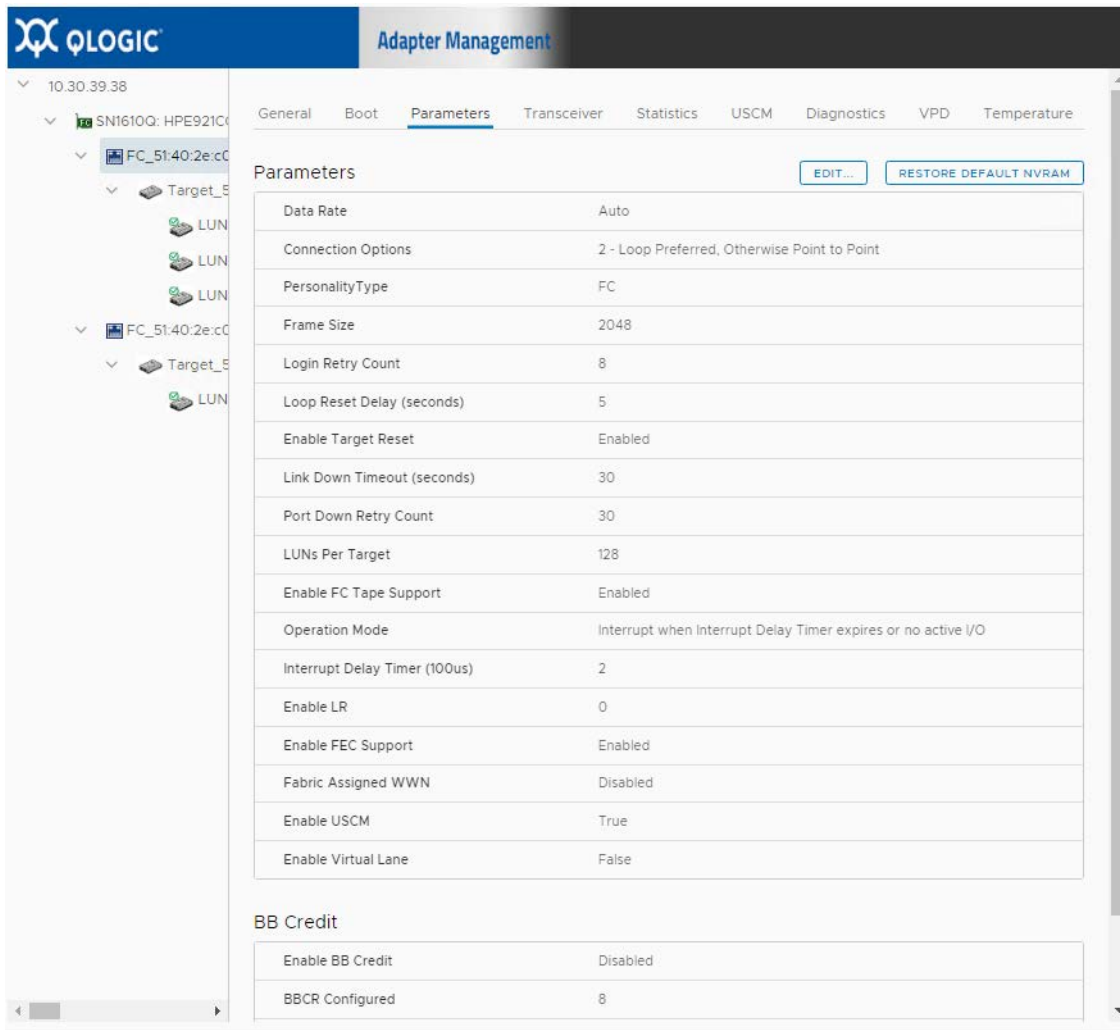 QLOGIC
Adapter Management
10.30.39.38
SN1610Q: HPE921C
FC_51:40:2e:c0
Target_5
LUN
LUN
LUN
FC_51:40:2e:c0
Target_5
LUN
General Boot Parameters Transceiver Statistics USCM Diagnostics VPD Temperature
Parameters EDIT... RESTORE DEFAULT NVRAM
Data Rate Auto
Connection Options 2 - Loop Preferred, Otherwise Point to Point
PersonalityType FC
Frame Size 2048
Login Retry Count 8
Loop Reset Delay (seconds) 5
Enable Target Reset Enabled
Link Down Timeout (seconds) 30
Port Down Retry Count 30
LUNs Per Target 128
Enable FC Tape Support Enabled
Operation Mode Interrupt when Interrupt Delay Timer expires or no active I/O
Interrupt Delay Timer (100us) 2
Enable LR 0
Enable FEC Support Enabled
Fabric Assigned WWN Disabled
Enable USCM True
Enable Virtual Lane False
BB Credit
Enable BB Credit Disabled
BBCR Configured 8